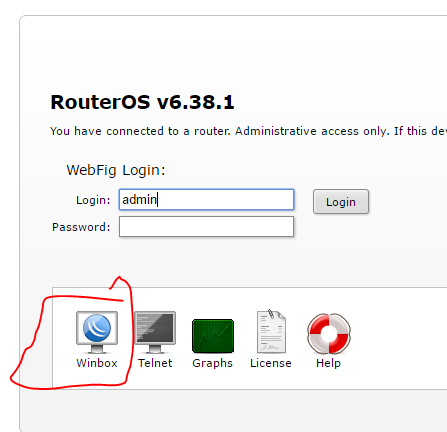 RouterOS v6.38.1
You have connected to a router. Administrative access only. If this dev
WebFig Login:
Login: admin Login
Password:
Winbox Telnet Graphs License Help